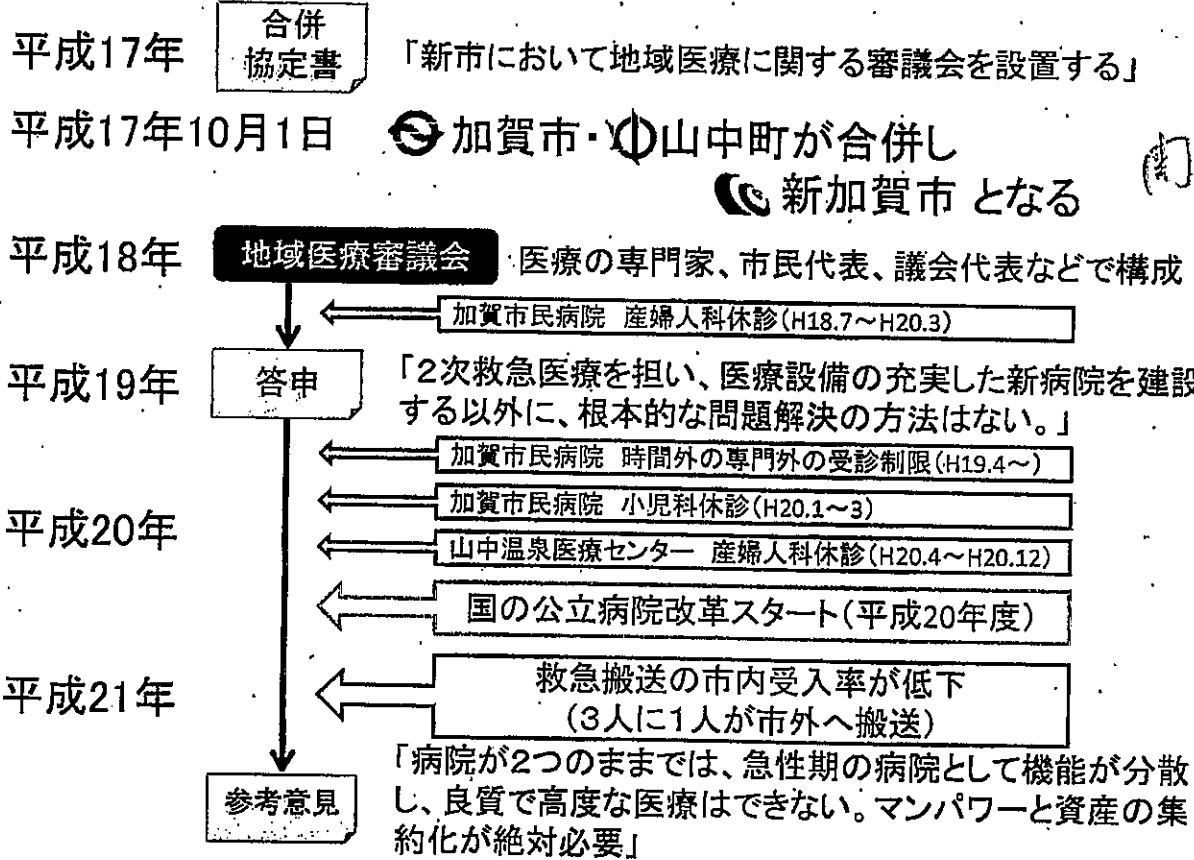 平成17年 合併協定書 「新市において地域医療に関する審議会を設置する」
平成17年10月1日 加賀市・山中町が合併し
新加賀市 となる
平成18年 地域医療審議会 医療の専門家、市民代表、議会代表などで構成
加賀市民病院 産婦人科休診(H18.7～H20.3)
平成19年 答申 「2次救急医療を担い、医療設備の充実した新病院を建設
する以外に、根本的な問題解決の方法はない。」
加賀市民病院 時間外の専門外の受診制限(H19.4～)
加賀市民病院 小児科休診(H20.1～3)
平成20年
山中温泉医療センター 産婦人科休診(H20.4～H20.12)
国の公立病院改革スタート(平成20年度)
平成21年
救急搬送の市内受入率が低下
(3人に1人が市外へ搬送)
参考意見 「病院が2つのままでは、急性期の病院として機能が分散
し、良質で高度な医療はできない。マンパワーと資産の集
約化が絶対必要」